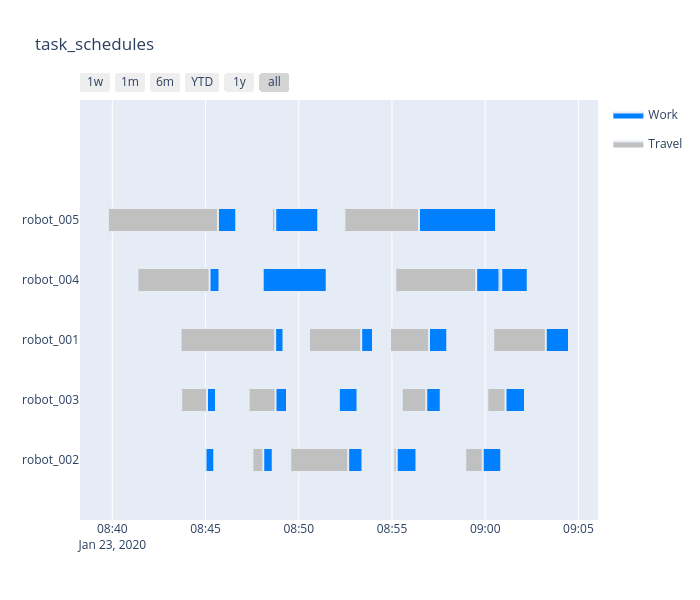 task_schedules
1w 1m 6m YTD 1y all
Work
Travel
robot_005
robot_004
robot_001
robot_003
robot_002
08:40 08:45 08:50 08:55 09:00 09:05
Jan 23, 2020